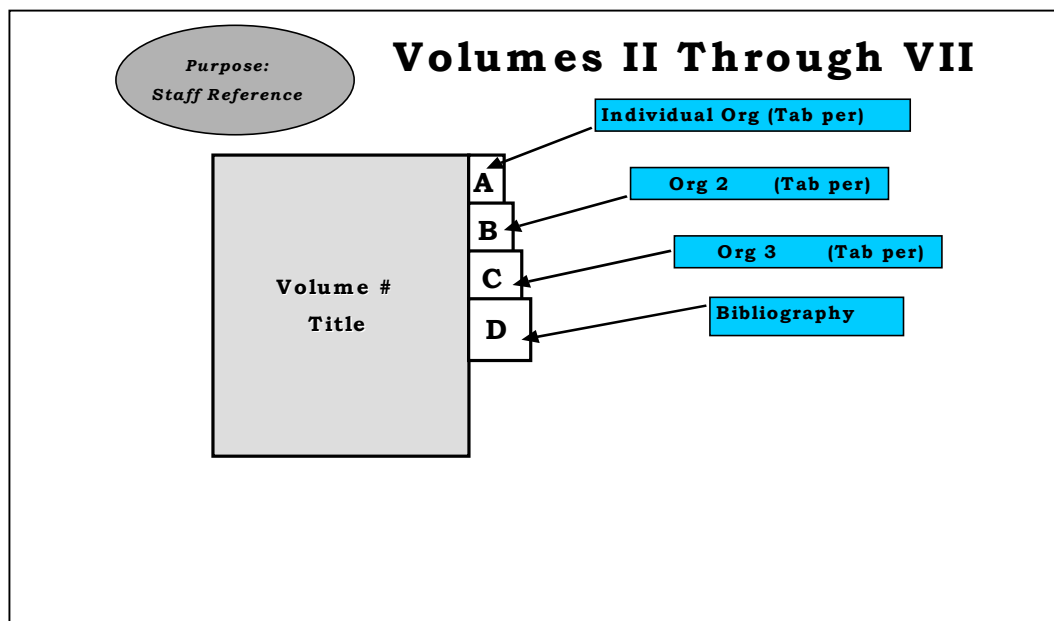 Purpose:
Staff Reference
Volumes II Through VII
Individual Org (Tab per)
A
Org 2 (Tab per)
B
Org 3 (Tab per)
C
Volume #
Title
Bibliography
D